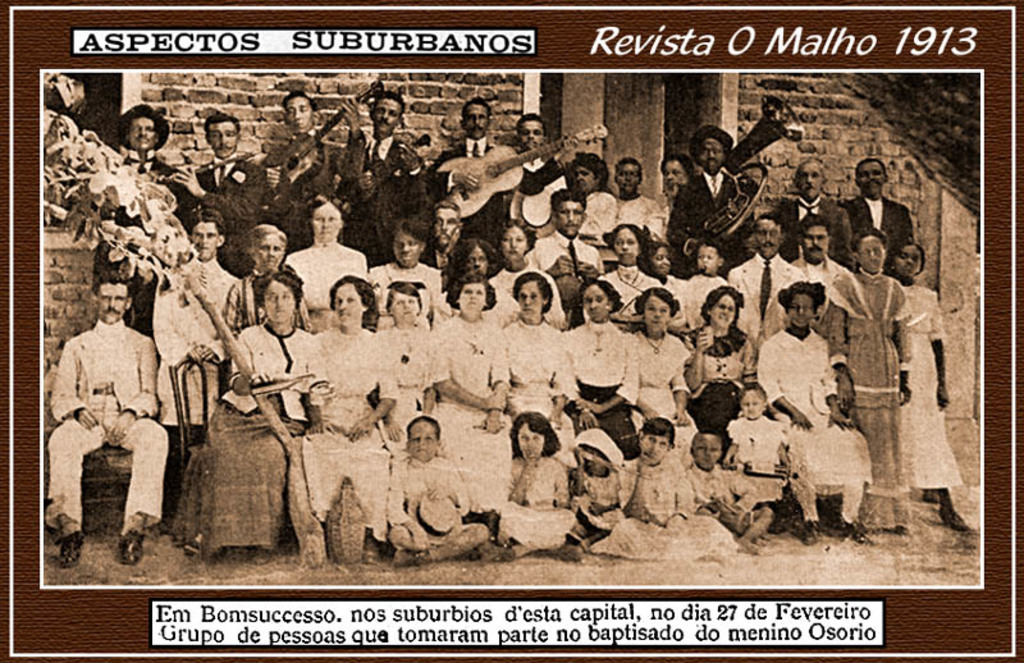 ASPECTOS SUBURBANOS
Revista O Malho 1913
Em Bomsuccesso. nos suburbios d'esta capital, no dia 27 de Fevereiro
Grupo de pessoas que tomaram parte no baptisado do menino Osorio